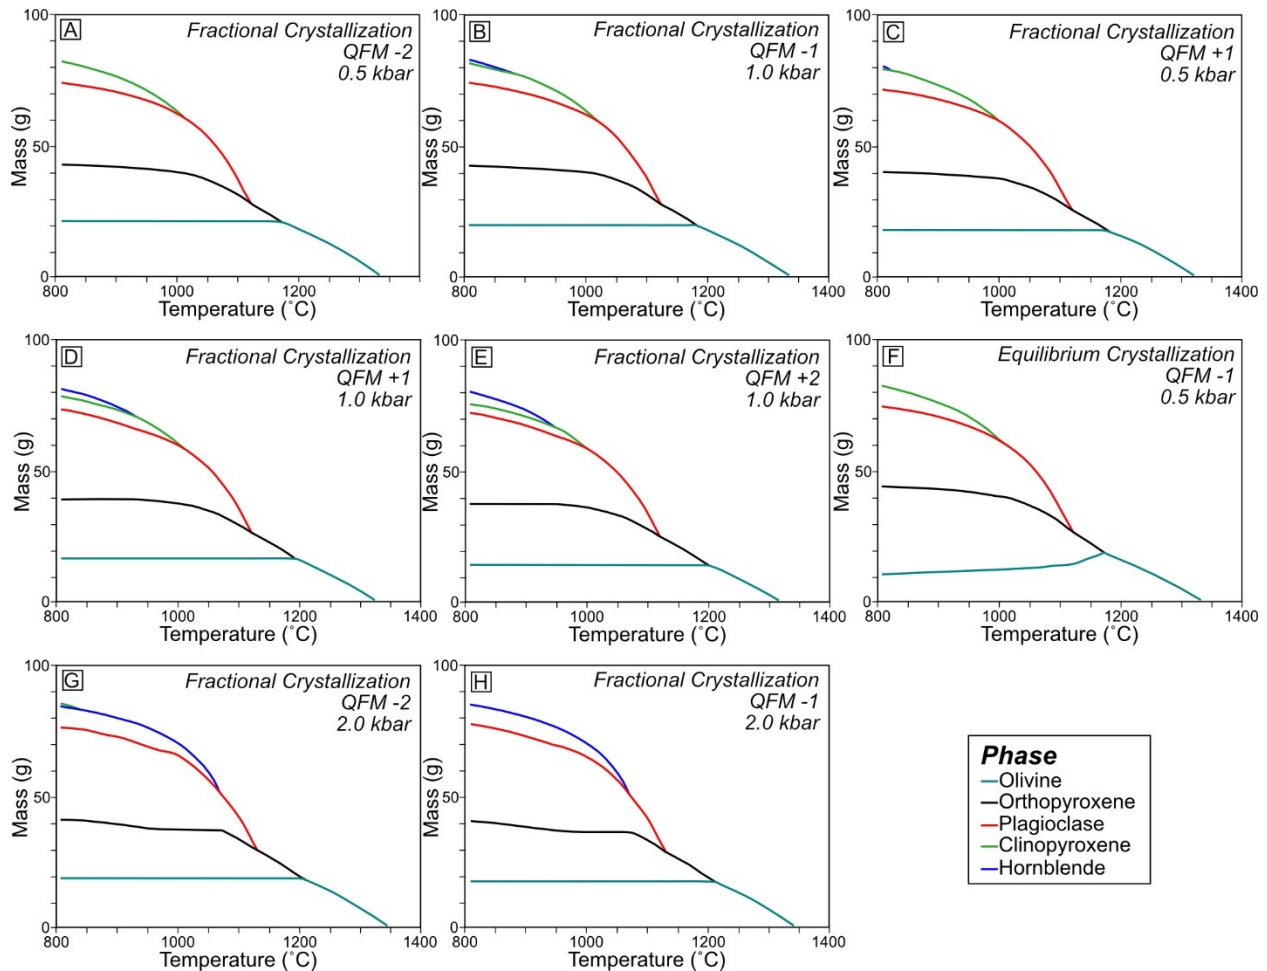 A
Fractional Crystallization
QFM -2
0.5 kbar
Mass (g)
100
50
0
800
1000
1200
1400
Temperature (˚C)
B
Fractional Crystallization
QFM -1
1.0 kbar
Mass (g)
100
50
0
800
1000
1200
1400
Temperature (˚C)
C
Fractional Crystallization
QFM +1
0.5 kbar
Mass (g)
100
50
0
800
1000
1200
1400
Temperature (˚C)
D
Fractional Crystallization
QFM +1
1.0 kbar
Mass (g)
100
50
0
800
1000
1200
1400
Temperature (˚C)
E
Fractional Crystallization
QFM +2
1.0 kbar
Mass (g)
100
50
0
800
1000
1200
1400
Temperature (˚C)
F
Equilibrium Crystallization
QFM -1
0.5 kbar
Mass (g)
100
50
0
800
1000
1200
1400
Temperature (˚C)
G
Fractional Crystallization
QFM -2
2.0 kbar
Mass (g)
100
50
0
800
1000
1200
1400
Temperature (˚C)
H
Fractional Crystallization
QFM -1
2.0 kbar
Mass (g)
100
50
0
800
1000
1200
1400
Temperature (˚C)
Phase
Olivine
Orthopyroxene
Plagioclase
Clinopyroxene
Hornblende